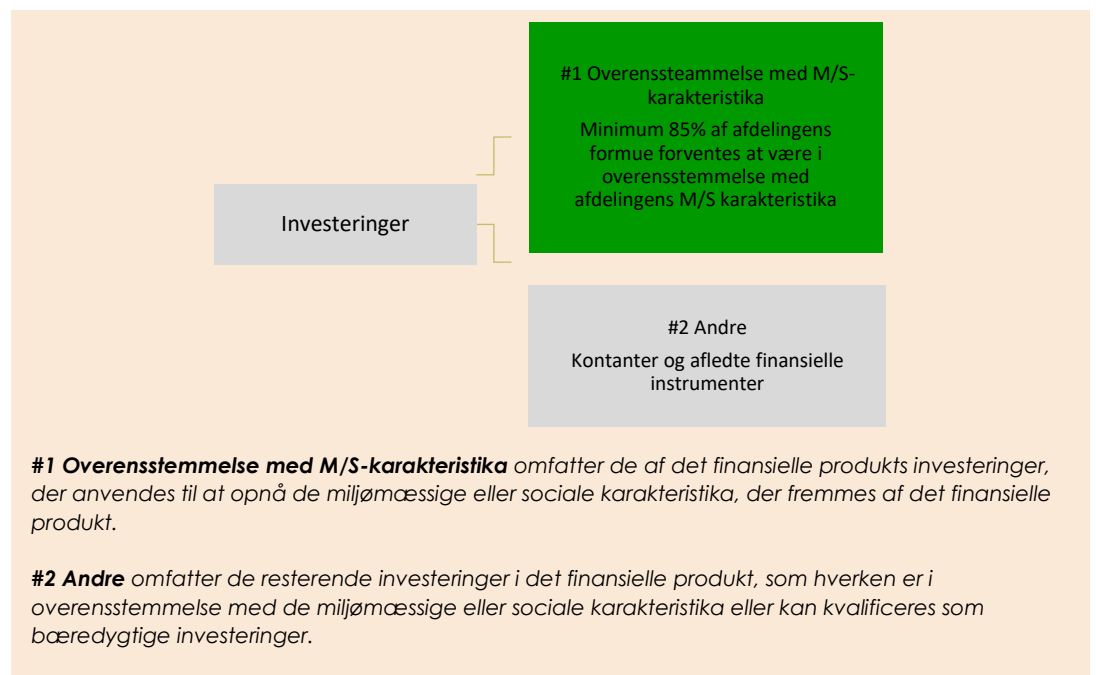 #1 Overenssteammelse med M/S-
karakteristika
Minimum 85% af afdelingens
formue forventes at være i
overensstemmelse med
afdelingens M/S karakteristika
Investeringer
#2 Andre
Kontanter og afledte finansielle
instrumenter
#1 Overensstemmelse med M/S-karakteristika omfatter de af det finansielle produkts investeringer,
der anvendes til at opnå de miljømæssige eller sociale karakteristika, der fremmes af det finansielle
produkt.
#2 Andre omfatter de resterende investeringer i det finansielle produkt, som hverken er i
overensstemmelse med de miljømæssige eller sociale karakteristika eller kan kvalificeres som
bæredygtige investeringer.